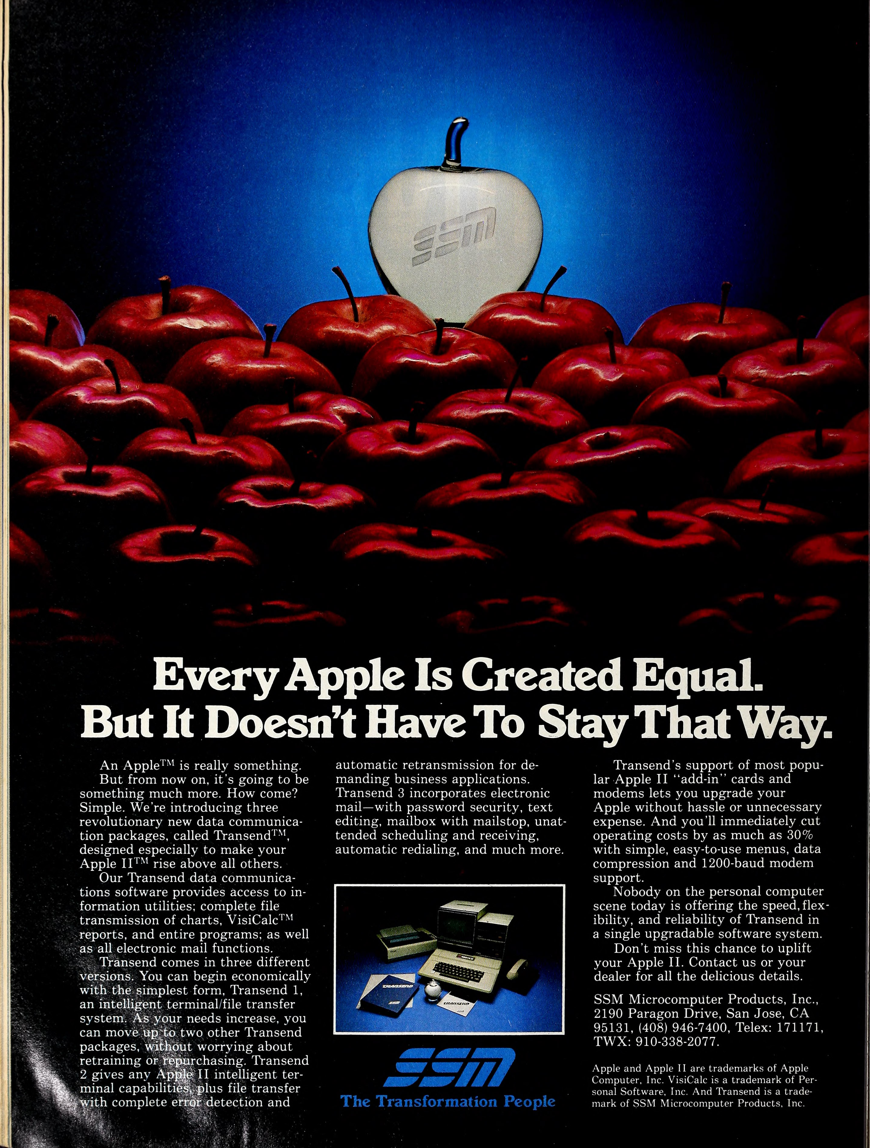 SSM
Every Apple Is Created Equal.
But It Doesn't Have To Stay That Way.
An Apple™ is really something.
But from now on, it's going to be
something much more. How come?
Simple. We're introducing three
revolutionary new data communica-
tion packages, called Transend™,
designed especially to make your
Apple II™ rise above all others.
Our Transend data communica-
tions software provides access to in-
formation utilities; complete file
transmission of charts, VisiCalc™
reports, and entire programs; as well
as all electronic mail functions.
Transend comes in three different
versions. You can begin economically
with the simplest form, Transend 1,
an intelligent terminal/file transfer
system. As your needs increase, you
can move up to two other Transend
packages, without worrying about
retraining or repurchasing. Transend
2 gives any Apple II intelligent ter-
minal capabilities, plus file transfer
with complete error detection and
automatic retransmission for de-
manding business applications.
Transend 3 incorporates electronic
mail—with password security, text
editing, mailbox with mailstop, unat-
tended scheduling and receiving,
automatic redialing, and much more.
TRANSEND
TRANSEND
SSM
The Transformation People
Transend's support of most popu-
lar Apple II "add-in" cards and
modems lets you upgrade your
Apple without hassle or unnecessary
expense. And you'll immediately cut
operating costs by as much as 30%
with simple, easy-to-use menus, data
compression and 1200-baud modem
support.
Nobody on the personal computer
scene today is offering the speed, flex-
ibility, and reliability of Transend in
a single upgradable software system.
Don't miss this chance to uplift
your Apple II. Contact us or your
dealer for all the delicious details.
SSM Microcomputer Products, Inc.,
2190 Paragon Drive, San Jose, CA
95131, (408) 946-7400, Telex: 171171,
TWX: 910-338-2077.
Apple and Apple II are trademarks of Apple
Computer, Inc. VisiCalc is a trademark of Per-
sonal Software, Inc. And Transend is a trade-
mark of SSM Microcomputer Products, Inc.